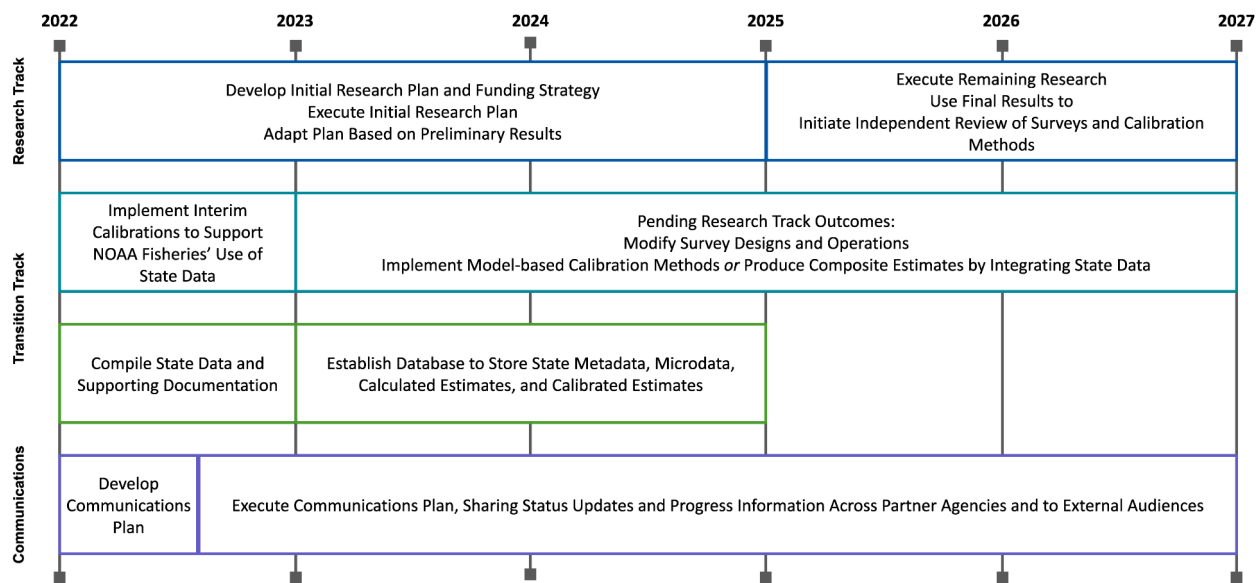 2022 2023 2024 2025 2026 2027
Research Track
Develop Initial Research Plan and Funding Strategy
Execute Initial Research Plan
Adapt Plan Based on Preliminary Results
Execute Remaining Research
Use Final Results to
Initiate Independent Review of Surveys and Calibration
Methods
Transition Track
Implement Interim
Calibrations to Support
NOAA Fisheries’ Use of
State Data
Pending Research Track Outcomes:
Modify Survey Designs and Operations
Implement Model-based Calibration Methods or Produce Composite Estimates by Integrating State Data
Compile State Data and
Supporting Documentation
Establish Database to Store State Metadata, Microdata,
Calculated Estimates, and Calibrated Estimates
Communications
Develop
Communications
Plan
Execute Communications Plan, Sharing Status Updates and Progress Information Across Partner Agencies and to External Audiences